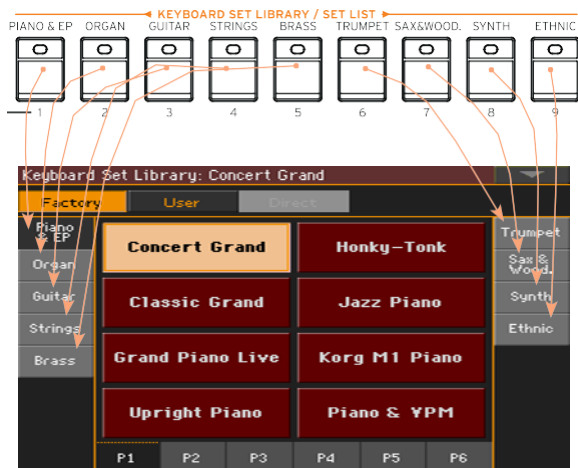 KEYBOARD SET LIBRARY / SET LIST
PIANO & EP ORGAN GUITAR STRINGS BRASS TRUMPET SAX&WOOD. SYNTH ETHNIC
1 2 3 4 5 6 7 8 9
Keyboard Set Library: Concert Grand
Factory User Direct
Piano & EP
Organ
Guitar
Strings
Brass
Concert Grand Honky-Tonk
Classic Grand Jazz Piano
Grand Piano Live Korg M1 Piano
Upright Piano Piano & VPM
Trumpet
Sax & Wood.
Synth
Ethnic
P1 P2 P3 P4 P5 P6